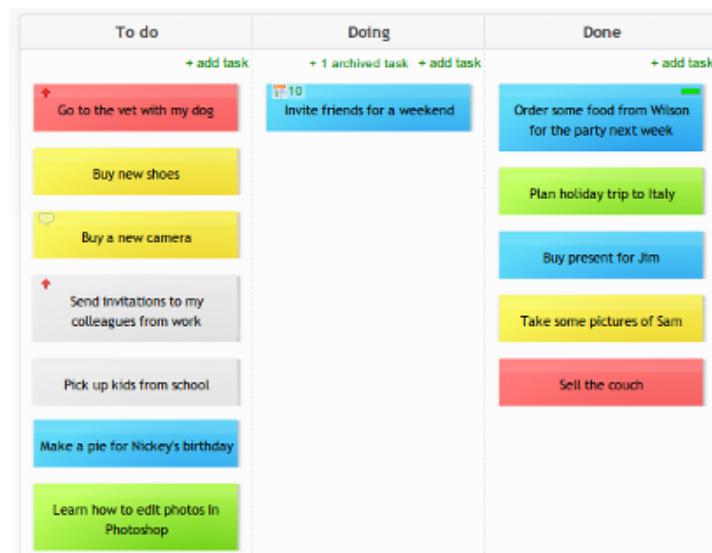 To do
Doing
Done
+ add task
+ 1 archived task + add task
+ add task
Go to the vet with my dog
Buy new shoes
Buy a new camera
Send invitations to my
colleagues from work
Pick up kids from school
Make a pie for Nickey's birthday
Learn how to edit photos in
Photoshop
10
Invite friends for a weekend
Order some food from Wilson
for the party next week
Plan holiday trip to Italy
Buy present for Jim
Take some pictures of Sam
Sell the couch